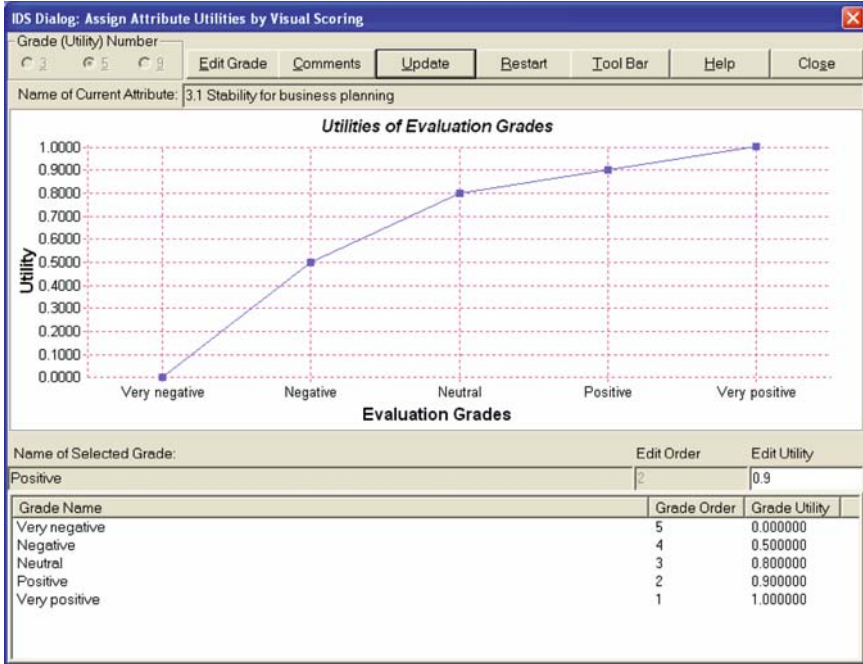 IDS Dialog: Assign Attribute Utilities by Visual Scoring
Grade (Utility) Number
3 5 9 Edit Grade Comments Update Restart Tool Bar Help Close
Name of Current Attribute: 3.1 Stability for business planning
Utilities of Evaluation Grades
1.0000
0.9000
0.8000
0.7000
0.6000
0.5000
0.4000
0.3000
0.2000
0.1000
0.0000
Utility
Very negative Negative Neutral Positive Very positive
Evaluation Grades
Name of Selected Grade: Edit Order Edit Utility
Positive 2 0.9
Grade Name Grade Order Grade Utility
Very negative 5 0.000000
Negative 4 0.500000
Neutral 3 0.800000
Positive 2 0.900000
Very positive 1 1.000000